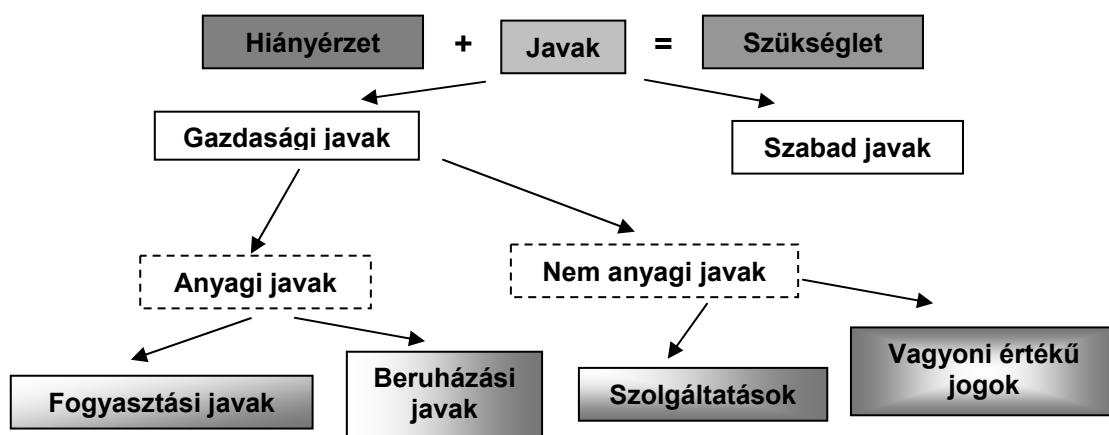 Hiányérzet + Javak = Szükséglet
Gazdasági javak
Szabad javak
Anyagi javak
Nem anyagi javak
Fogyasztási javak
Beruházási
javak
Szolgáltatások
Vagyoni értékű
jogok